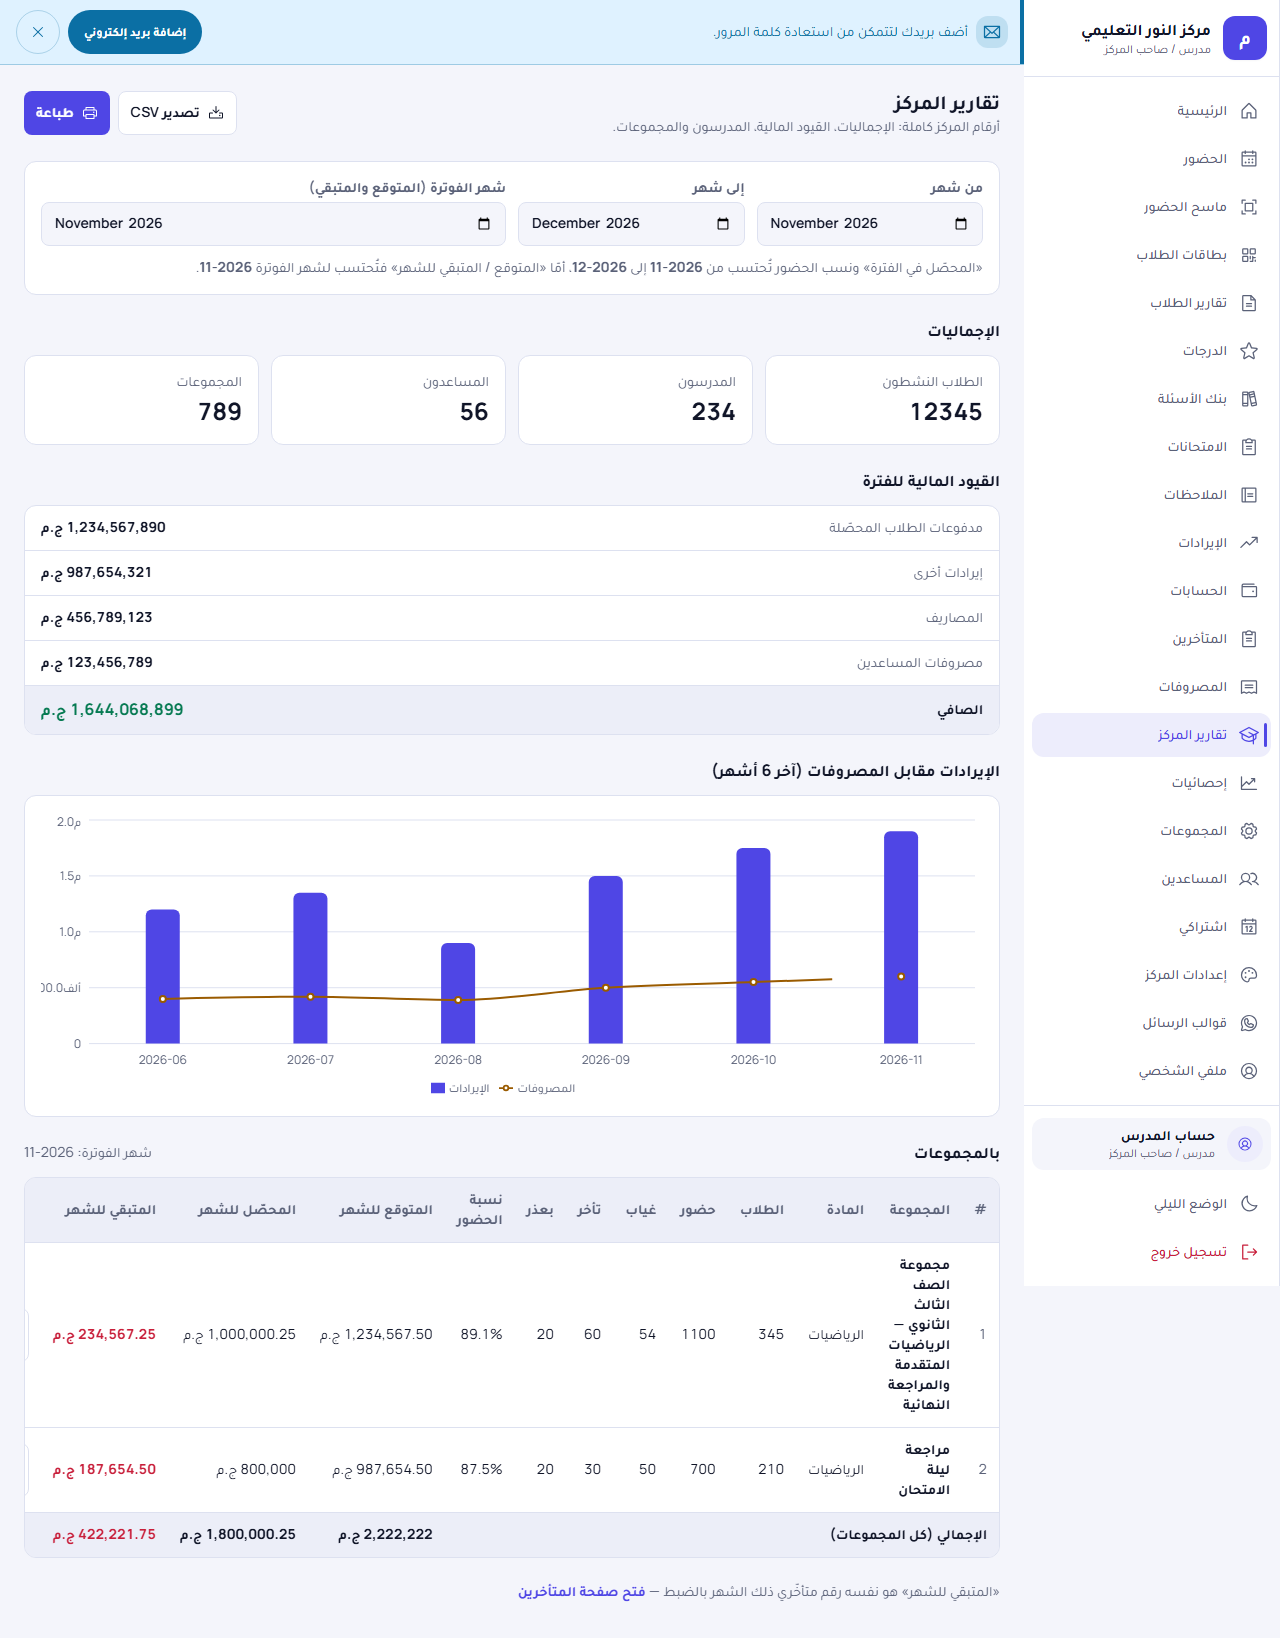 م
مركز النور التعليمي
مدرس / صاحب المركز
الرئيسية
الحضور
ماسح الحضور
بطاقات الطلاب
تقارير الطلاب
الدرجات
بنك الأسئلة
الامتحانات
الملاحظات
الإيرادات
الحسابات
المتأخرين
المصروفات
تقارير المركز
إحصائيات
المجموعات
المساعدين
اشتراكي
إعدادات المركز
قوالب الرسائل
ملفي الشخصي
حساب المدرس
مدرس / صاحب المركز
الوضع الليلي
تسجيل خروج
أضف بريدك لتتمكن من استعادة كلمة المرور.
إضافة بريد إلكتروني
تقارير المركز
أرقام المركز كاملة: الإجماليات، القيود المالية، المدرسون والمجموعات.
تصدير CSV
طباعة
من شهر
إلى شهر
شهر الفوترة (المتوقع والمتبقي)
November 2026
December 2026
November 2026
«المحصّل في الفترة» ونسب الحضور تُحتسب من 2026-11 إلى 2026-12، أمّا «المتوقع / المتبقي للشهر» فتُحتسب لشهر الفوترة 2026-11.
الإجماليات
الطلاب النشطون
12345
المدرسون
234
المساعدون
56
المجموعات
789
القيود المالية للفترة
مدفوعات الطلاب المحصّلة 1,234,567,890 ج.م
إيرادات أخرى 987,654,321 ج.م
المصاريف 456,789,123 ج.م
مصروفات المساعدين 123,456,789 ج.م
الصافي 1,644,068,899 ج.م
الإيرادات مقابل المصروفات (آخر 6 أشهر)
2.0م
1.5م
1.0م
00.0ألف
0
2026-06 2026-07 2026-08 2026-09 2026-10 2026-11
الإيرادات المصروفات
بالمجموعات
شهر الفوترة: 2026-11
# المجموعة المادة الطلاب حضور غياب تأخر بعذر نسبة الحضور المتوقع للشهر المحصّل للشهر المتبقي للشهر
1 مجموعة الصف الثالث الثانوي — الرياضيات المتقدمة والمراجعة النهائية الرياضيات 345 1100 54 60 20 89.1% 1,234,567.50 ج.م 1,000,000.25 ج.م 234,567.25 ج.م
2 مراجعة ليلة الامتحان الرياضيات 210 700 50 30 20 87.5% 987,654.50 ج.م 800,000 ج.م 187,654.50 ج.م
الإجمالي (كل المجموعات) 2,222,222 ج.م 1,800,000.25 ج.م 422,221.75 ج.م
«المتبقي للشهر» هو نفسه رقم متأخّري ذلك الشهر بالضبط — فتح صفحة المتأخرين